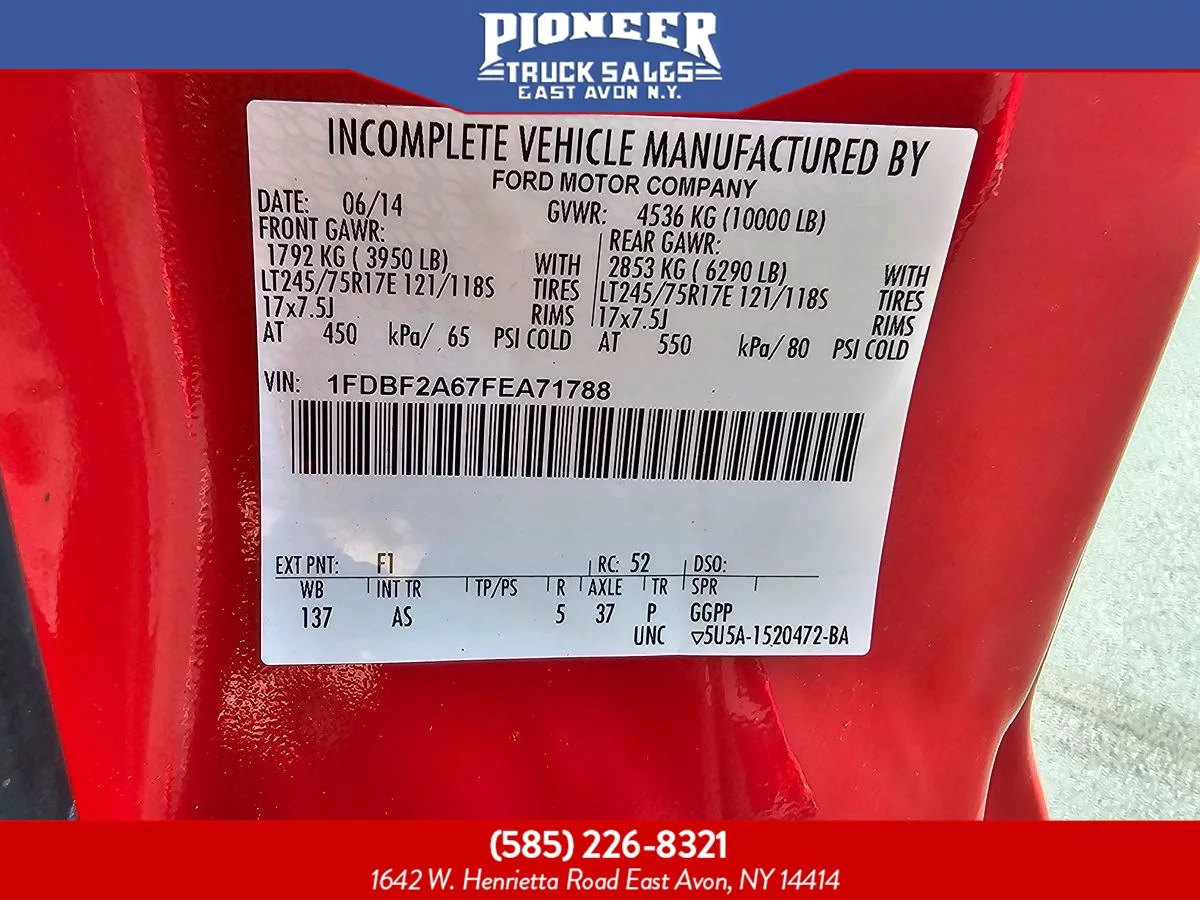 PIONEER
TRUCK SALES
EAST AVON N.Y.
INCOMPLETE VEHICLE MANUFACTURED BY
FORD MOTOR COMPANY
DATE: 06/14 GVWR: 4536 KG (10000 LB)
FRONT GAWR: REAR GAWR:
1792 KG ( 3950 LB) WITH 2853 KG ( 6290 LB) WITH
LT245/75R17E 121/118S TIRES LT245/75R17E 121/118S TIRES
17x7.5J RIMS 17x7.5J RIMS
AT 450 kPa/ 65 PSI COLD AT 550 kPa/ 80 PSI COLD
VIN: 1FDBF2A67FEA71788
EXT PNT: F1 RC: 52 DSO:
WB INT TR TP/PS R AXLE TR SPR
137 AS 5 37 P GGPP
UNC ▽5U5A-1520472-BA
(585) 226-8321
1642 W. Henrietta Road East Avon, NY 14414